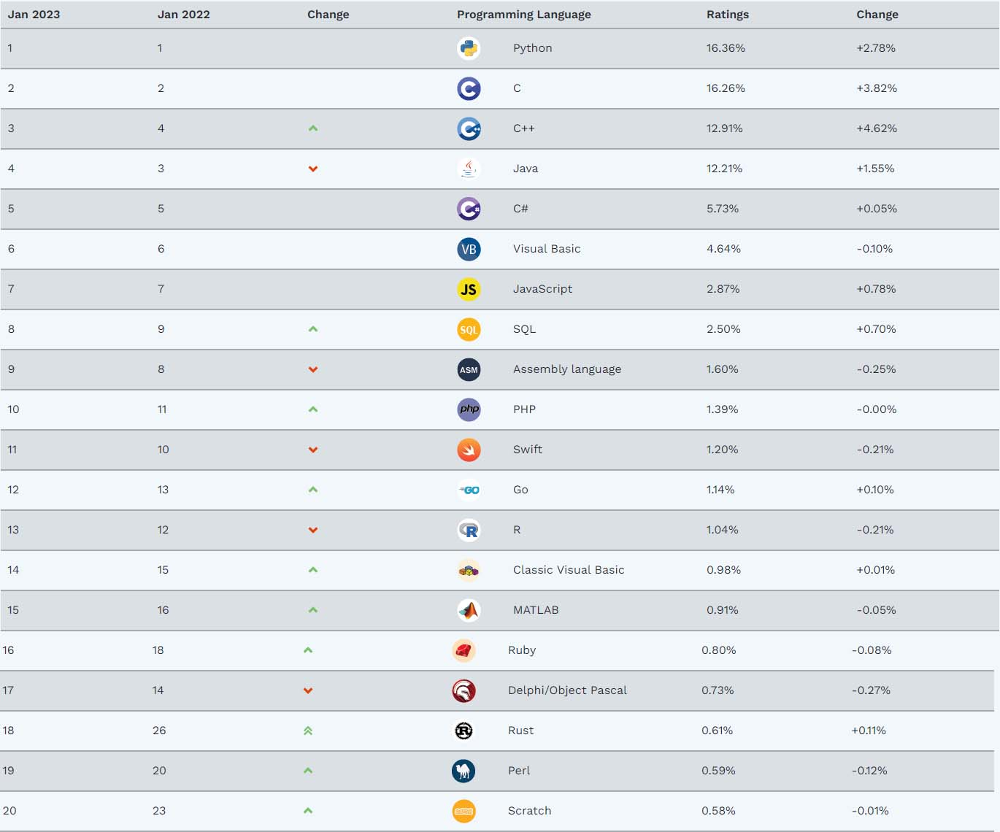 Jan 2023 Jan 2022 Change Programming Language Ratings Change
1 1 Python 16.36% +2.78%
2 2 C C 16.26% +3.82%
3 4 C++ C++ 12.91% +4.62%
4 3 Java 12.21% +1.55%
5 5 C# C# 5.73% +0.05%
6 6 VB Visual Basic 4.64% -0.10%
7 7 JS JavaScript 2.87% +0.78%
8 9 SQL SQL 2.50% +0.70%
9 8 ASM Assembly language 1.60% -0.25%
10 11 php PHP 1.39% -0.00%
11 10 Swift 1.20% -0.21%
12 13 GO Go 1.14% +0.10%
13 12 R R 1.04% -0.21%
14 15 Classic Visual Basic 0.98% +0.01%
15 16 MATLAB 0.91% -0.05%
16 18 Ruby 0.80% -0.08%
17 14 Delphi/Object Pascal 0.73% -0.27%
18 26 R Rust 0.61% +0.11%
19 20 Perl 0.59% -0.12%
20 23 Scratch 0.58% -0.01%